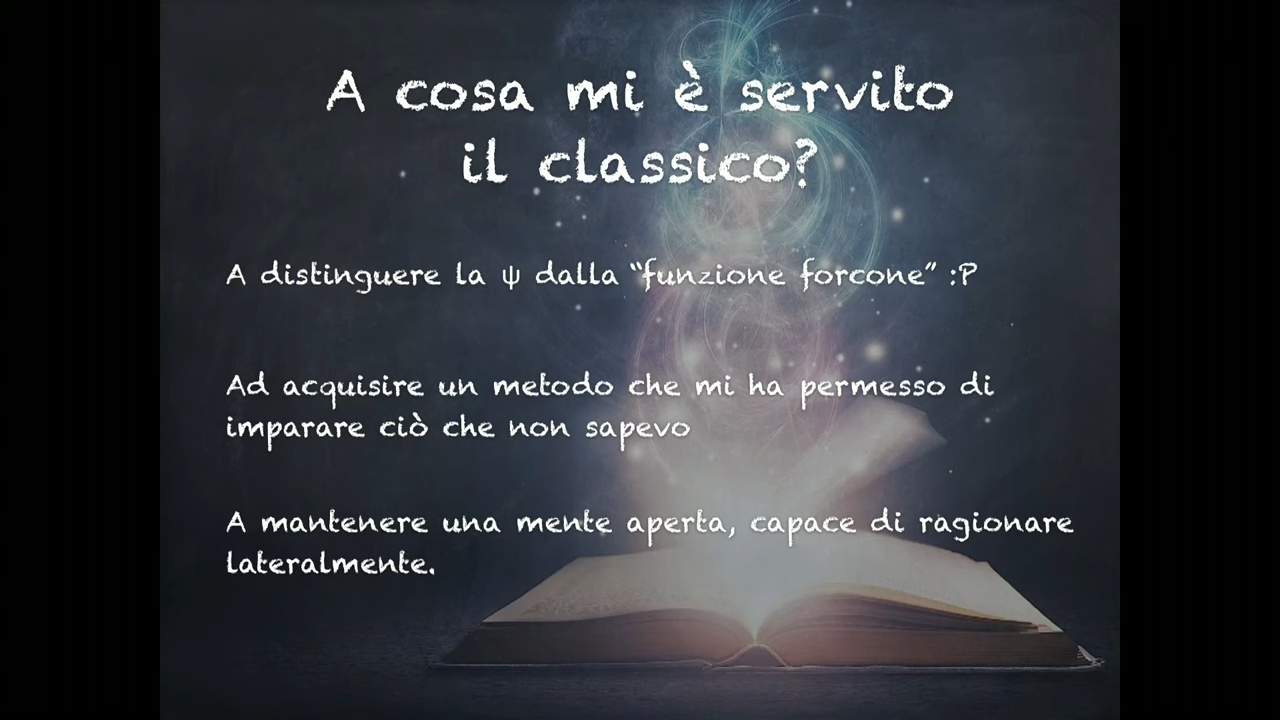 A cosa mi è servito
il classico?
A distinguere la ψ dalla “funzione forcone” :P
Ad acquisire un metodo che mi ha permesso di
imparare ciò che non sapevo
A mantenere una mente aperta, capace di ragionare
lateralmente.